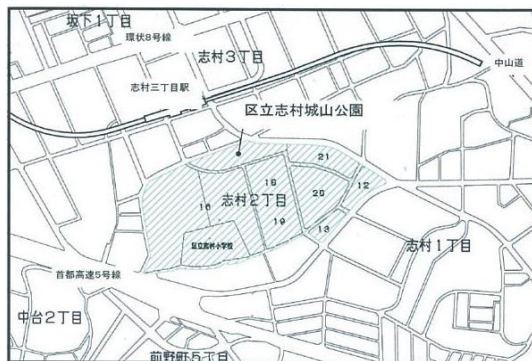 坂下1丁目
環状8号線
志村3丁目
中山道
志村三丁目駅
区立志村城山公園
21
18
16
志村2丁目
20
12
19
13
区立志村小学校
志村1丁目
首都高速5号線
中台2丁目
前野町5丁目